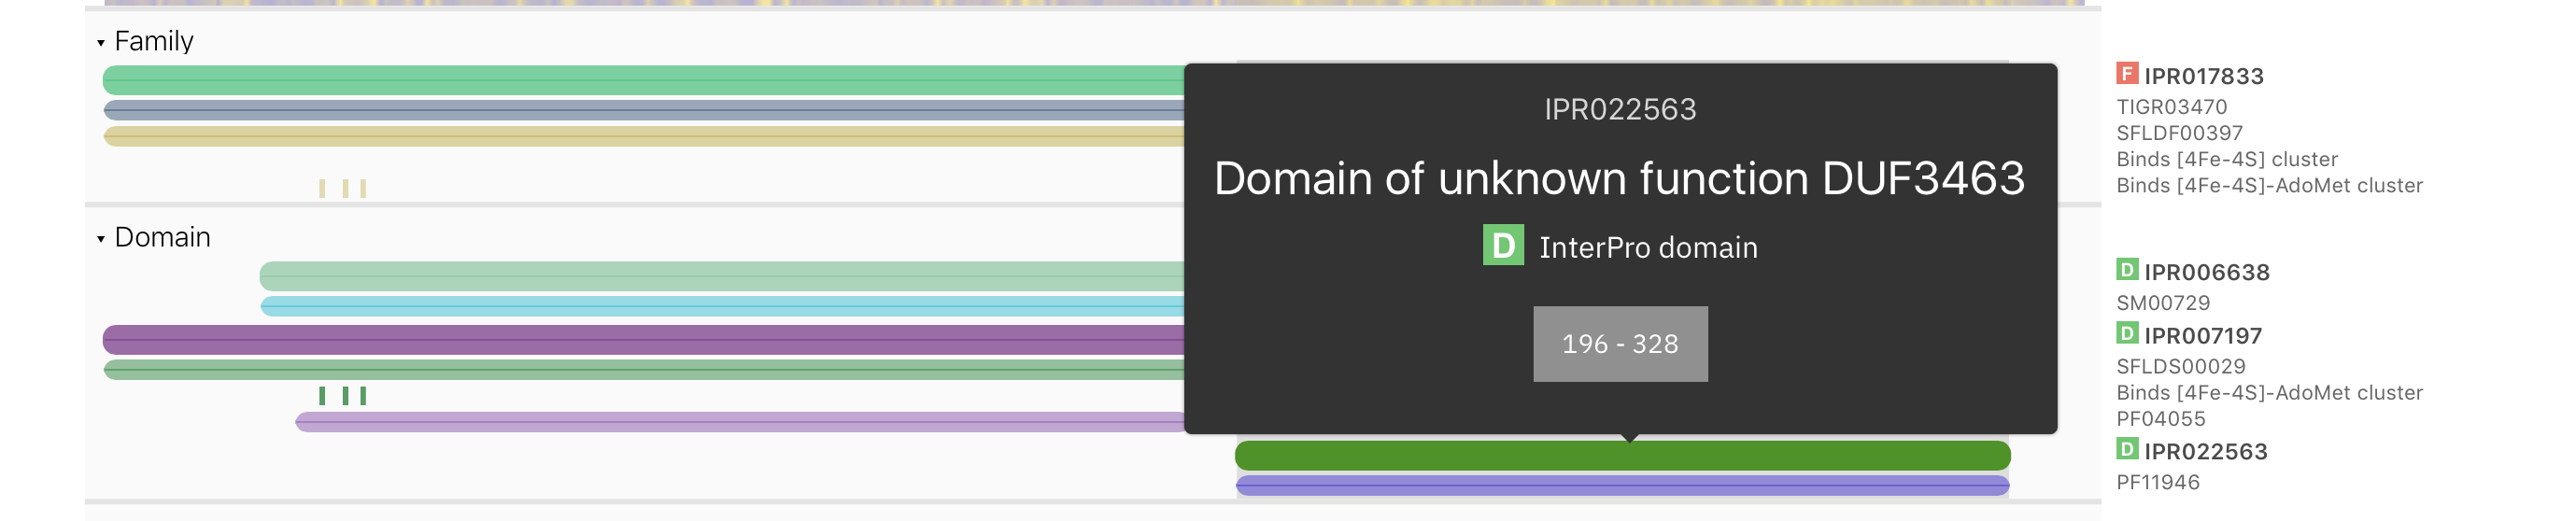 Family
F IPR017833
TIGR03470
SFLDF00397
Binds [4Fe-4S] cluster
Binds [4Fe-4S]-AdoMet cluster
IPR022563
Domain of unknown function DUF3463
D InterPro domain
196 - 328
Domain
D IPR006638
SM00729
D IPR007197
SFLDS00029
Binds [4Fe-4S]-AdoMet cluster
PF04055
D IPR022563
PF11946